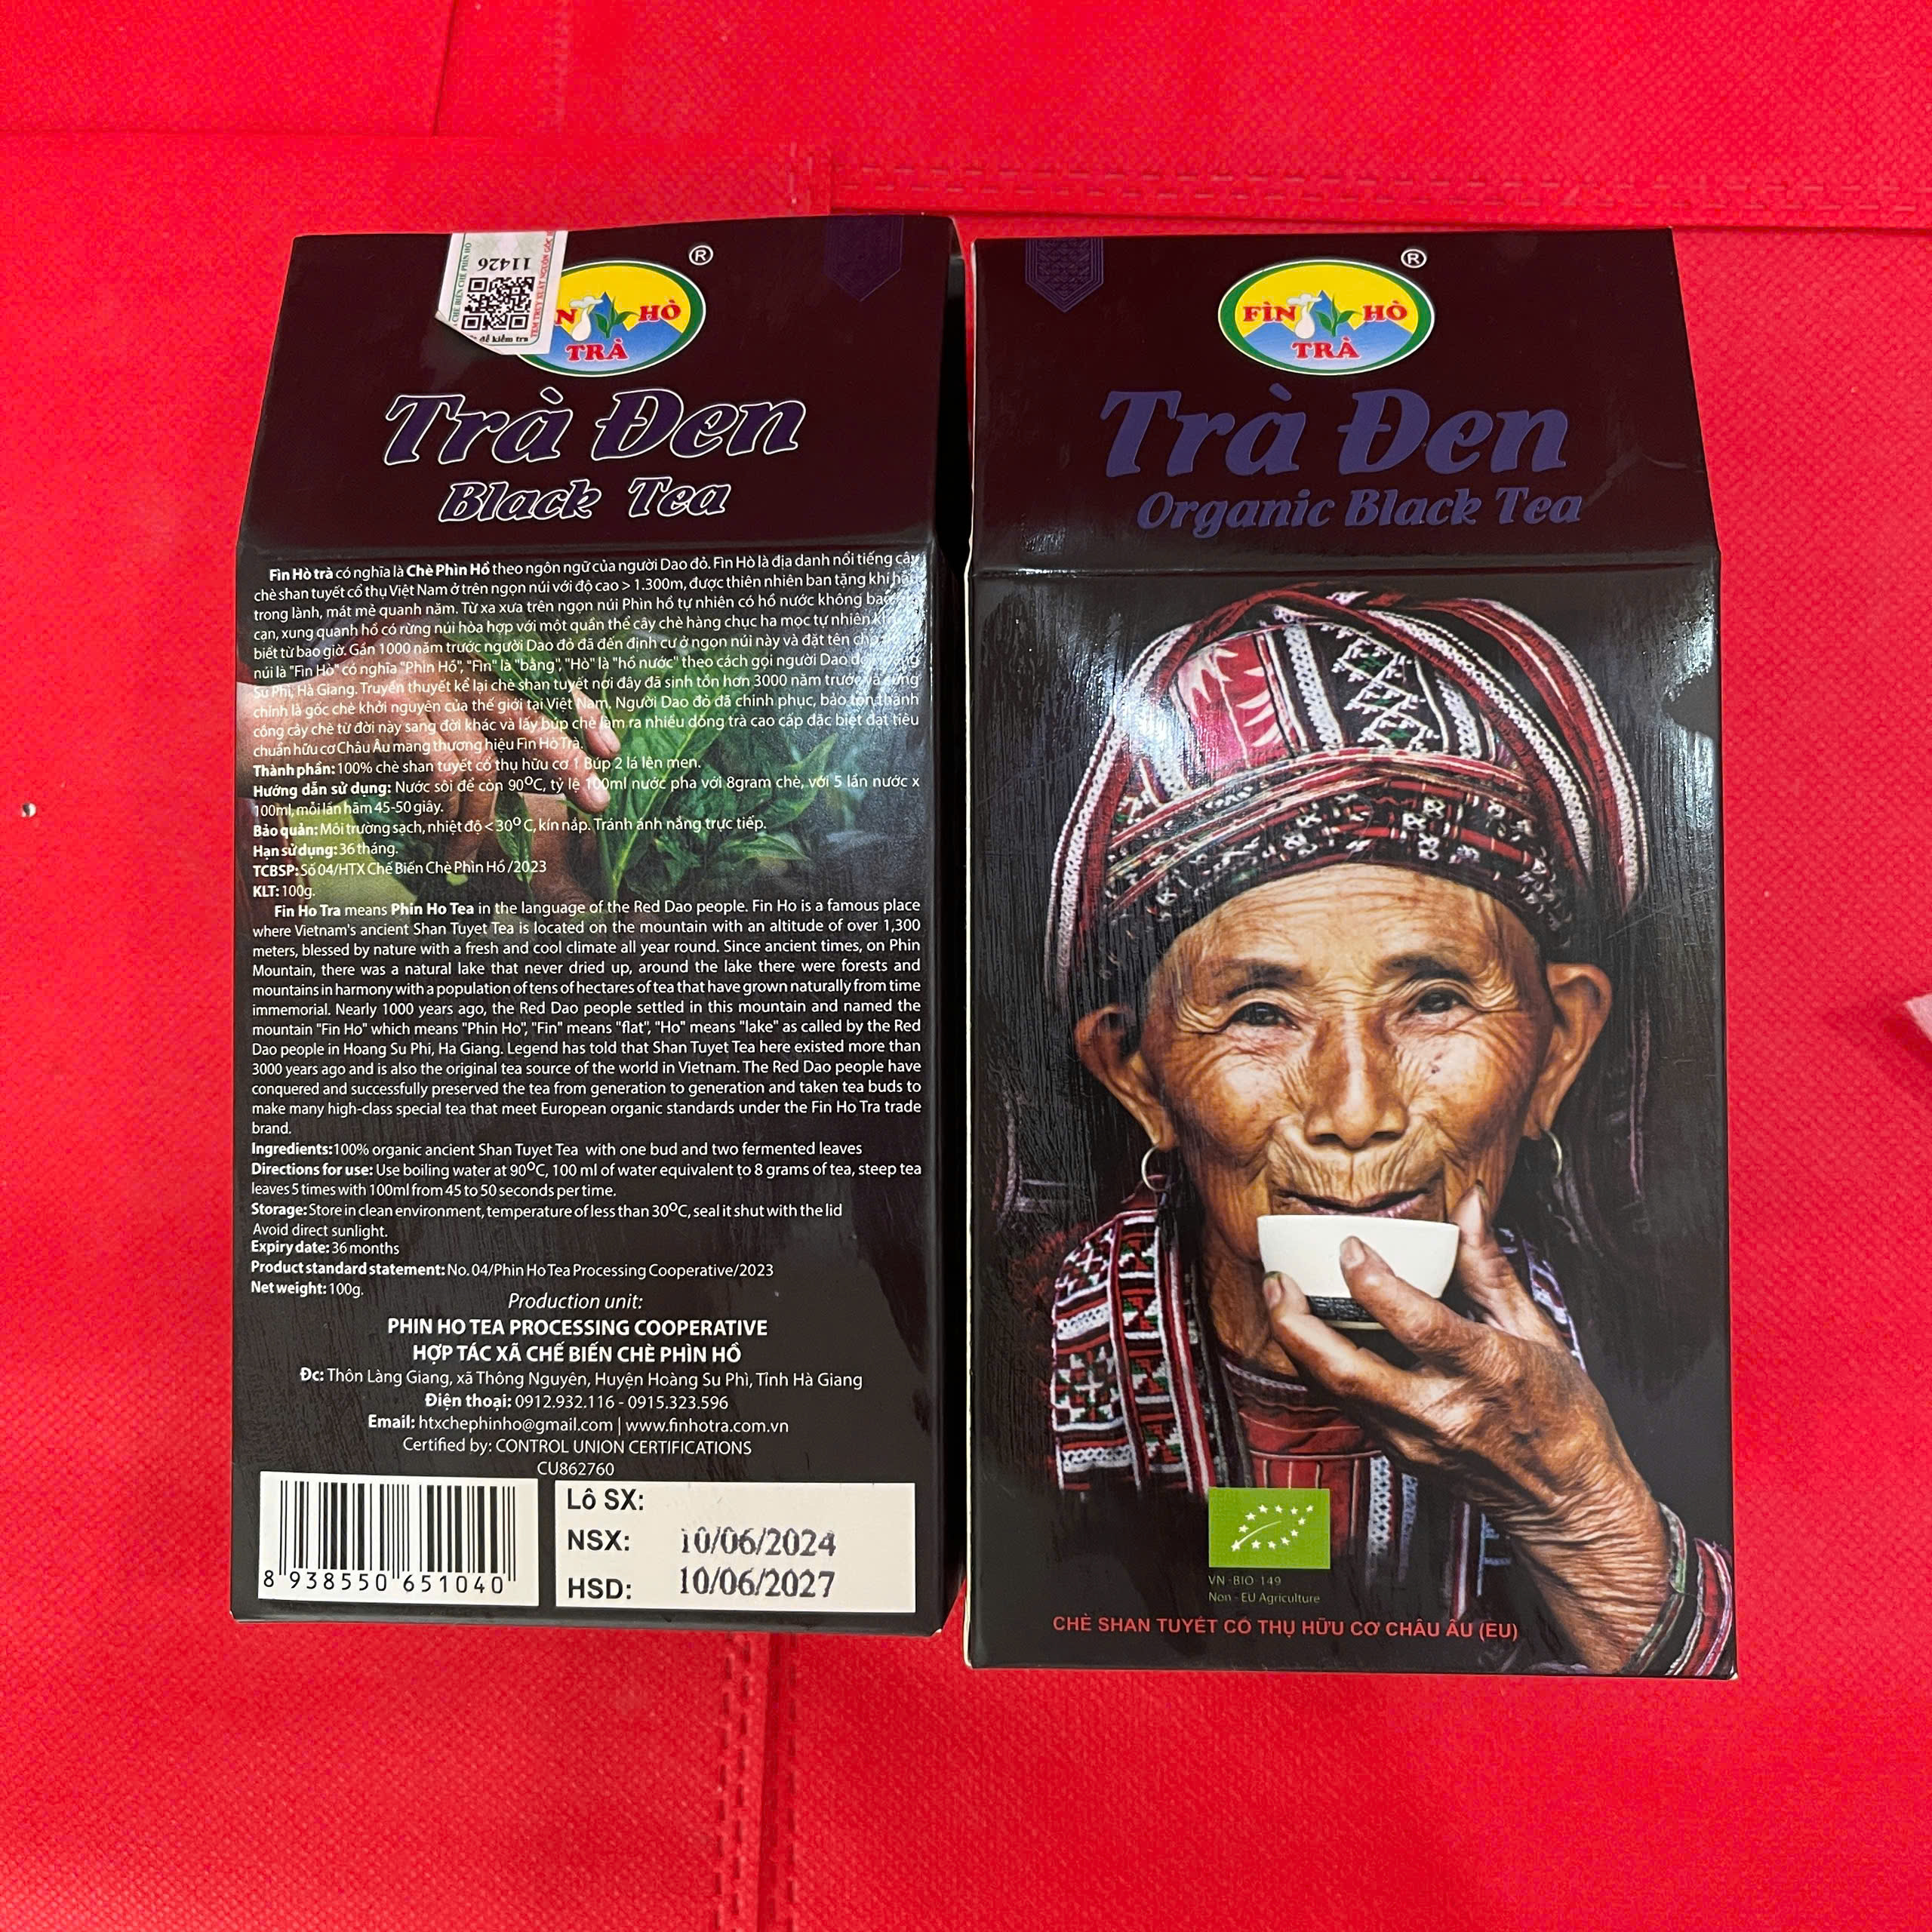 11426
CHẾ BIẾN CHÈ PHÌN HỒ
TEM TRUY XUẤT NGUỒN GỐC
để kiểm tra
®
N HÒ
TRÀ
Trà Đen
Black Tea
Fìn Hò trà có nghĩa là Chè Phìn Hồ theo ngôn ngữ của người Dao đỏ. Fìn Hò là địa danh nổi tiếng cây
chè shan tuyết cổ thụ Việt Nam ở trên ngọn núi với độ cao > 1.300m, được thiên nhiên ban tặng khí hậu
trong lành, mát mẻ quanh năm. Từ xa xưa trên ngọn núi Phìn hồ tự nhiên có hồ nước không bao
cạn, xung quanh hồ có rừng núi hòa hợp với một quần thể cây chè hàng chục ha mọc tự nhiên
biết từ bao giờ. Gần 1000 năm trước người Dao đỏ đã đến định cư ở ngọn núi này và đặt tên cho
núi là "Fìn Hò" có nghĩa "Phìn Hồ", "Fìn" là "bằng", "Hò" là "hồ nước" theo cách gọi người Dao đỏ
Su Phì, Hà Giang. Truyền thuyết kể lại chè shan tuyết nơi đây đã sinh tồn hơn 3000 năm trước và cũng
chính là gốc chè khởi nguyên của thế giới tại Việt Nam. Người Dao đỏ đã chinh phục, bảo tồn thành
công cây chè từ đời này sang đời khác và lấy búp chè làm ra nhiều dòng trà cao cấp đặc biệt đạt tiêu
chuẩn hữu cơ Châu Âu mang thương hiệu Fìn Hò Trà.
Thành phần: 100% chè shan tuyết cổ thụ hữu cơ 1 Búp 2 lá lên men.
Hướng dẫn sử dụng: Nước sôi để còn 90°C, tỷ lệ 100ml nước pha với 8gram chè, với 5 lần nước x
100ml, mỗi lần hãm 45-50 giây.
Bảo quản: Môi trường sạch, nhiệt độ < 30°C, kín nắp. Tránh ánh nắng trực tiếp.
Hạn sử dụng: 36 tháng.
TCBSP: Số 04/HTX Chế Biến Chè Phìn Hồ /2023
KLT: 100g.
Fin Ho Tra means Phin Ho Tea in the language of the Red Dao people. Fin Ho is a famous place
where Vietnam's ancient Shan Tuyet Tea is located on the mountain with an altitude of over 1,300
meters, blessed by nature with a fresh and cool climate all year round. Since ancient times, on Phin
Mountain, there was a natural lake that never dried up, around the lake there were forests and
mountains in harmony with a population of tens of hectares of tea that have grown naturally from time
immemorial. Nearly 1000 years ago, the Red Dao people settled in this mountain and named the
mountain "Fin Ho" which means "Phin Ho", "Fin" means "flat", "Ho" means "lake" as called by the Red
Dao people in Hoang Su Phi, Ha Giang. Legend has told that Shan Tuyet Tea here existed more than
3000 years ago and is also the original tea source of the world in Vietnam. The Red Dao people have
conquered and successfully preserved the tea from generation to generation and taken tea buds to
make many high-class special tea that meet European organic standards under the Fin Ho Tra trade
brand.
Ingredients:100% organic ancient Shan Tuyet Tea with one bud and two fermented leaves
Directions for use: Use boiling water at 90°C, 100 ml of water equivalent to 8 grams of tea, steep tea
leaves 5 times with 100ml from 45 to 50 seconds per time.
Storage: Store in clean environment, temperature of less than 30°C, seal it shut with the lid
Avoid direct sunlight.
Expiry date: 36 months
Product standard statement: No. 04/Phin Ho Tea Processing Cooperative/2023
Net weight: 100g.
Production unit:
PHIN HO TEA PROCESSING COOPERATIVE
HỢP TÁC XÃ CHẾ BIẾN CHÈ PHÌN HỒ
Đc: Thôn Làng Giang, xã Thông Nguyên, Huyện Hoàng Su Phì, Tỉnh Hà Giang
Điện thoại: 0912.932.116 - 0915.323.596
Email: htxchephinho@gmail.com | www.finhotra.com.vn
Certified by: CONTROL UNION CERTIFICATIONS
CU862760
8 938550 651040
Lô SX:
NSX: 10/06/2024
HSD: 10/06/2027
®
FÌN HÒ
TRÀ
Trà Đen
Organic Black Tea
VN - BIO 149
Non - EU Agriculture
CHÈ SHAN TUYẾT CỔ THỤ HỮU CƠ CHÂU ÂU (EU)